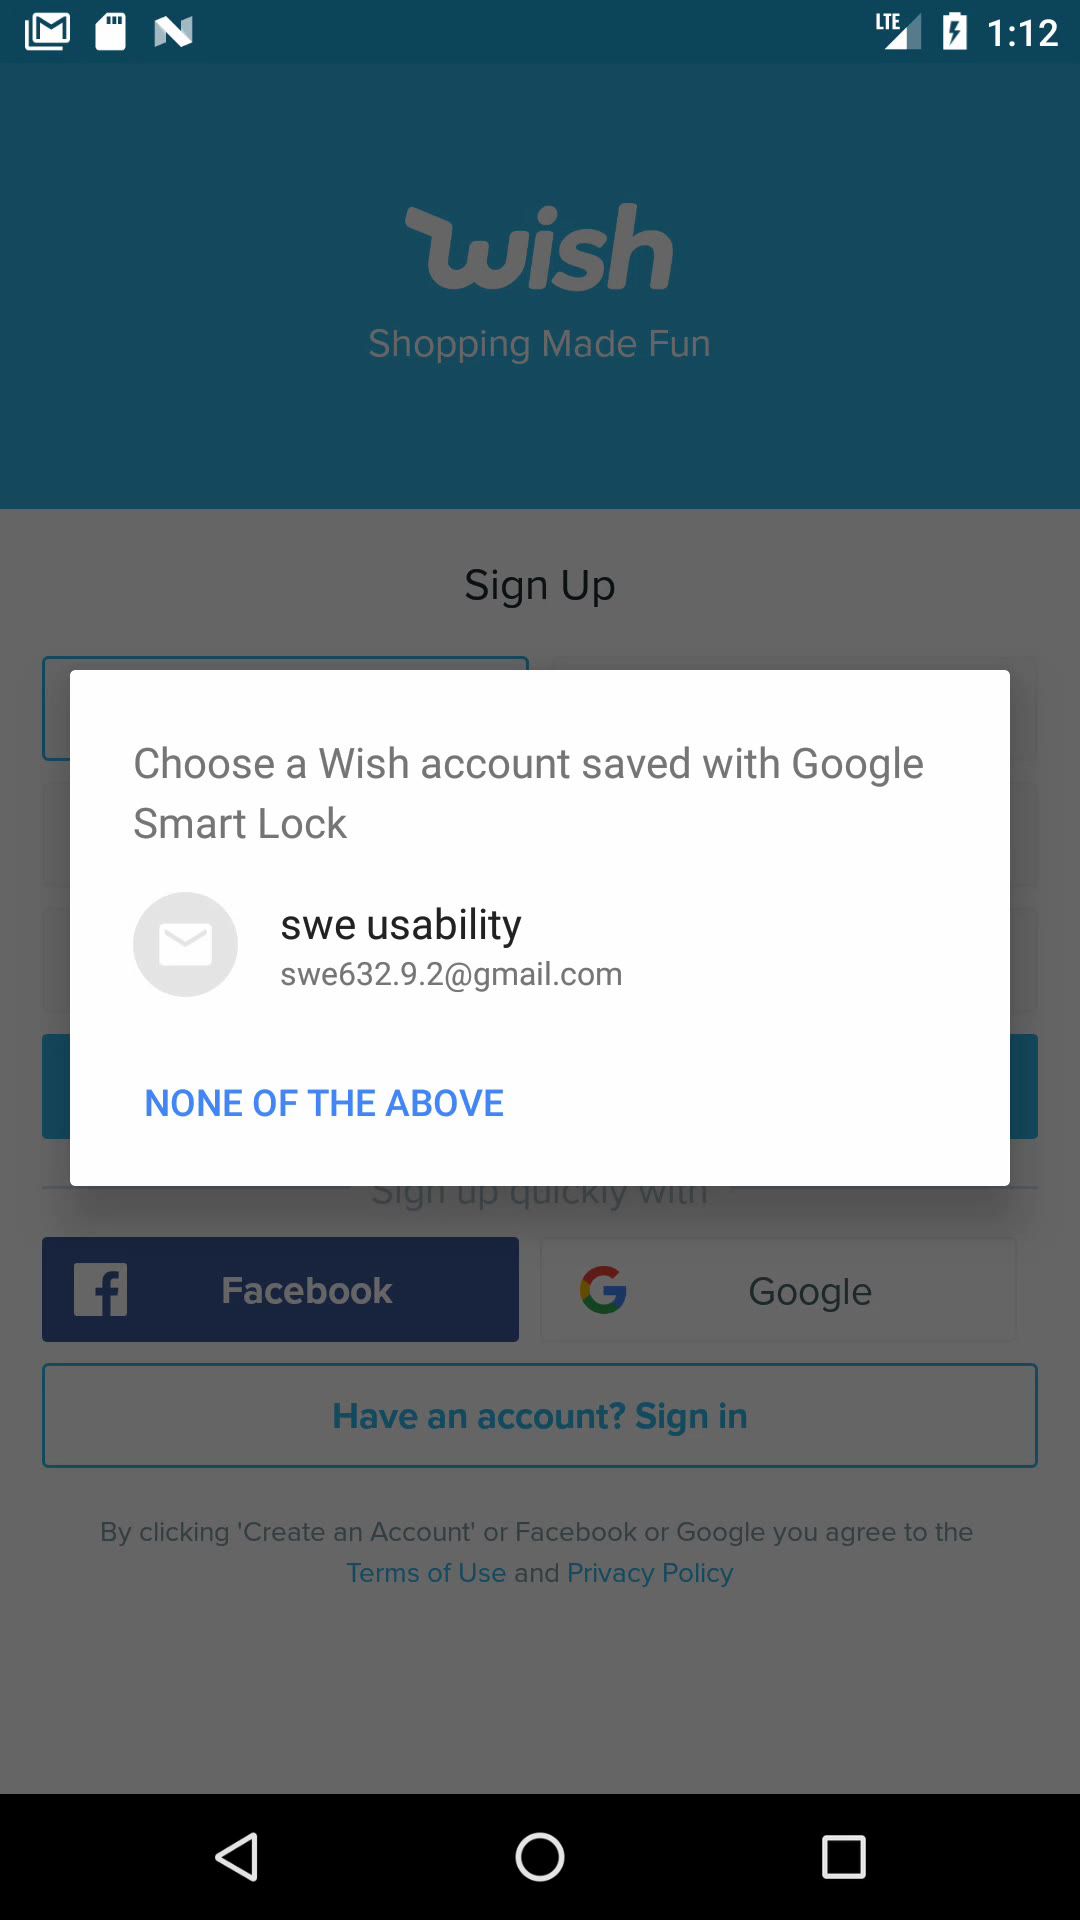 LTE 1:12
wish
Shopping Made Fun
Sign Up
Choose a Wish account saved with Google
Smart Lock
swe usability
swe632.9.2@gmail.com
NONE OF THE ABOVE
Sign up quickly with
Facebook
Google
Have an account? Sign in
By clicking 'Create an Account' or Facebook or Google you agree to the
Terms of Use and Privacy Policy